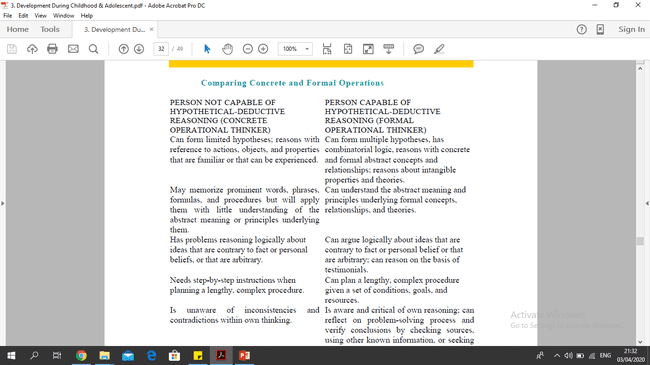 3. Development During Childhood & Adolescent.pdf - Adobe Acrobat Pro DC
File Edit View Window Help
Home Tools 3. Development Du... × Sign In
32 / 49 100%
Comparing Concrete and Formal Operations
PERSON NOT CAPABLE OF
HYPOTHETICAL-DEDUCTIVE
REASONING (CONCRETE
OPERATIONAL THINKER)
Can form limited hypotheses; reasons with
reference to actions, objects, and properties
that are familiar or that can be experienced.
PERSON CAPABLE OF
HYPOTHETICAL-DEDUCTIVE
REASONING (FORMAL
OPERATIONAL THINKER)
Can form multiple hypotheses, has
combinatorial logic, reasons with concrete
and formal abstract concepts and
relationships; reasons about intangible
properties and theories.
May memorize prominent words, phrases,
formulas, and procedures but will apply
them with little understanding of the
abstract meaning or principles underlying
them.
Can understand the abstract meaning and
principles underlying formal concepts,
relationships, and theories.
Has problems reasoning logically about
ideas that are contrary to fact or personal
beliefs, or that are arbitrary.
Can argue logically about ideas that are
contrary to fact or personal belief or that
are arbitrary; can reason on the basis of
testimonials.
Needs step-by-step instructions when
planning a lengthy, complex procedure.
Can plan a lengthy, complex procedure
given a set of conditions, goals, and
resources.
Is unaware of inconsistencies and
contradictions within own thinking.
Is aware and critical of own reasoning; can
reflect on problem-solving process and
verify conclusions by checking sources,
using other known information, or seeking
Activate Windows
Go to Settings to activate Windows.
ENG
21:32
03/04/2020